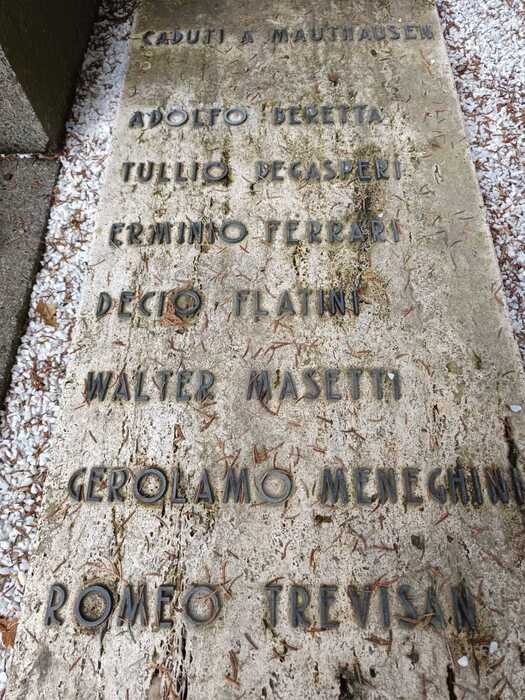 CADUTI A MAUTHAUSEN
ADOLFO BERETTA
TULLIO DEGASPERI
ERMINIO FERRARI
DECIO FLATINI
WALTER MASETTI
GEROLAMO MENEGHINI
ROMEO TREVISAN